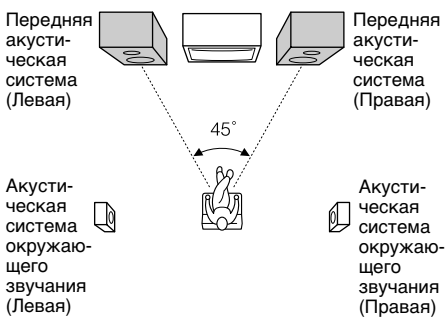 Передняя
акусти-
ческая
система
(Левая)
Передняя
акусти-
ческая
система
(Правая)
45°
Акусти-
ческая
система
окружаю-
щего
звучания
(Левая)
Акусти-
ческая
система
окружаю-
щего
звучания
(Правая)